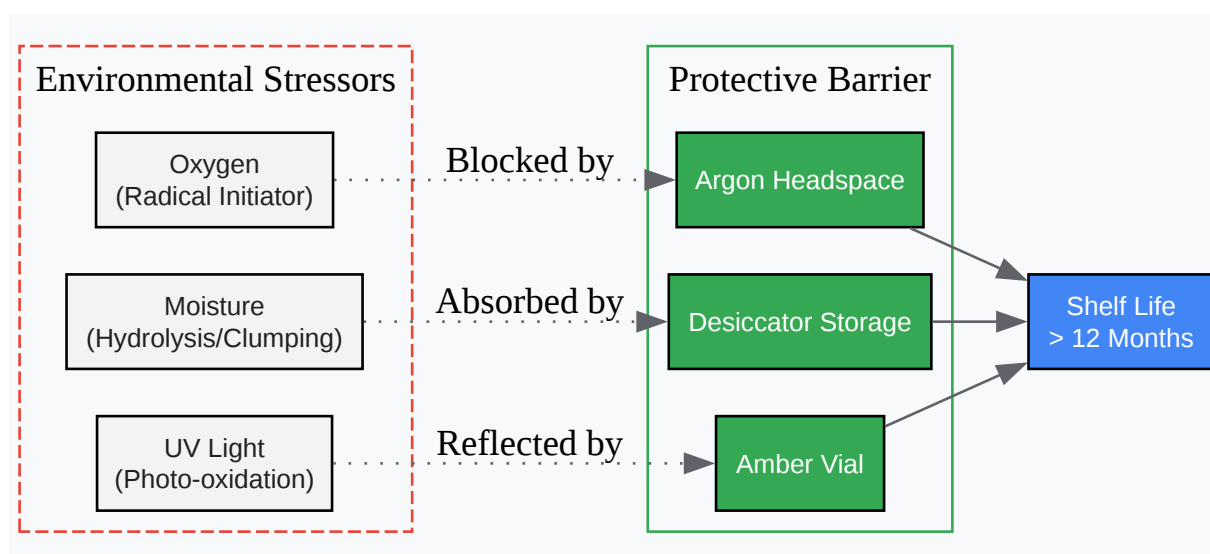 Environmental Stressors
Protective Barrier
Oxygen
(Radical Initiator)
Blocked by
Argon Headspace
Moisture
(Hydrolysis/Clumping)
Absorbed by
Desiccator Storage
Shelf Life
> 12 Months
UV Light
(Photo-oxidation)
Reflected by
Amber Vial